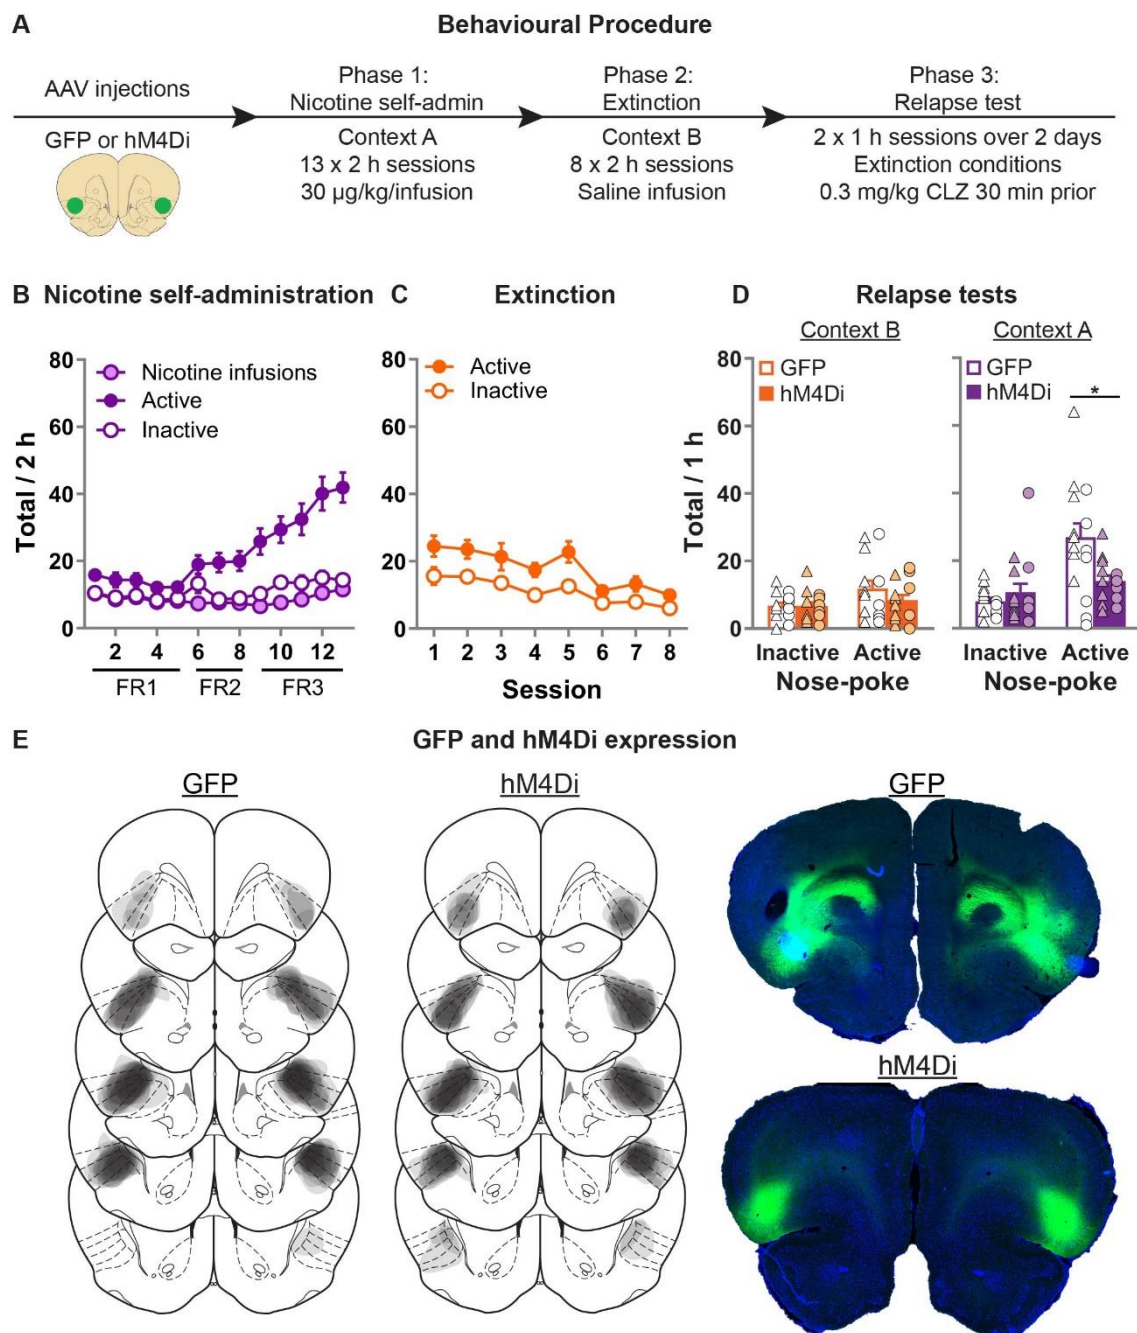 A Behavioural Procedure
AAV injections
GFP or hM4Di
Phase 1:
Nicotine self-admin
Context A
13 x 2 h sessions
30 µg/kg/infusion
Phase 2:
Extinction
Context B
8 x 2 h sessions
Saline infusion
Phase 3:
Relapse test
2 x 1 h sessions over 2 days
Extinction conditions
0.3 mg/kg CLZ 30 min prior
B Nicotine self-administration
Total / 2 h
80
60
40
20
0
Nicotine infusions
Active
Inactive
2 4 6 8 10 12
FR1 FR2 FR3
C Extinction
80
60
40
20
0
Active
Inactive
1 2 3 4 5 6 7 8
Session
D Relapse tests
Context B
Total / 1 h
80
60
40
20
0
GFP
hM4Di
Inactive Active
Nose-poke
Context A
GFP
hM4Di
*
Inactive Active
Nose-poke
E GFP and hM4Di expression
GFP
hM4Di
GFP
hM4Di